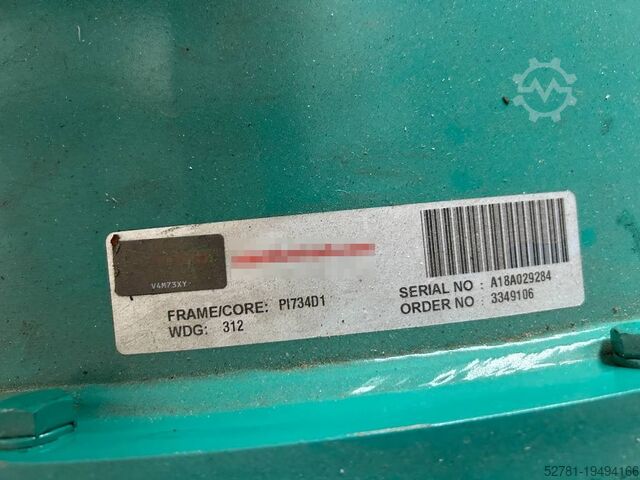 V4M73XY
FRAME/CORE: PI734D1
WDG: 312
SERIAL NO : A18A029284
ORDER NO : 3349106
52781-19494166